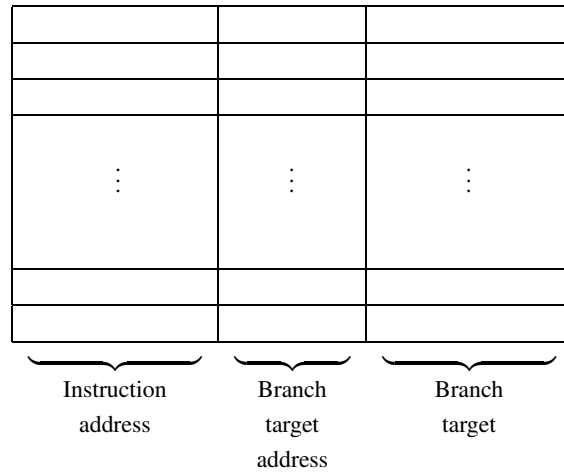 Instruction
address
Branch
target
address
Branch
target